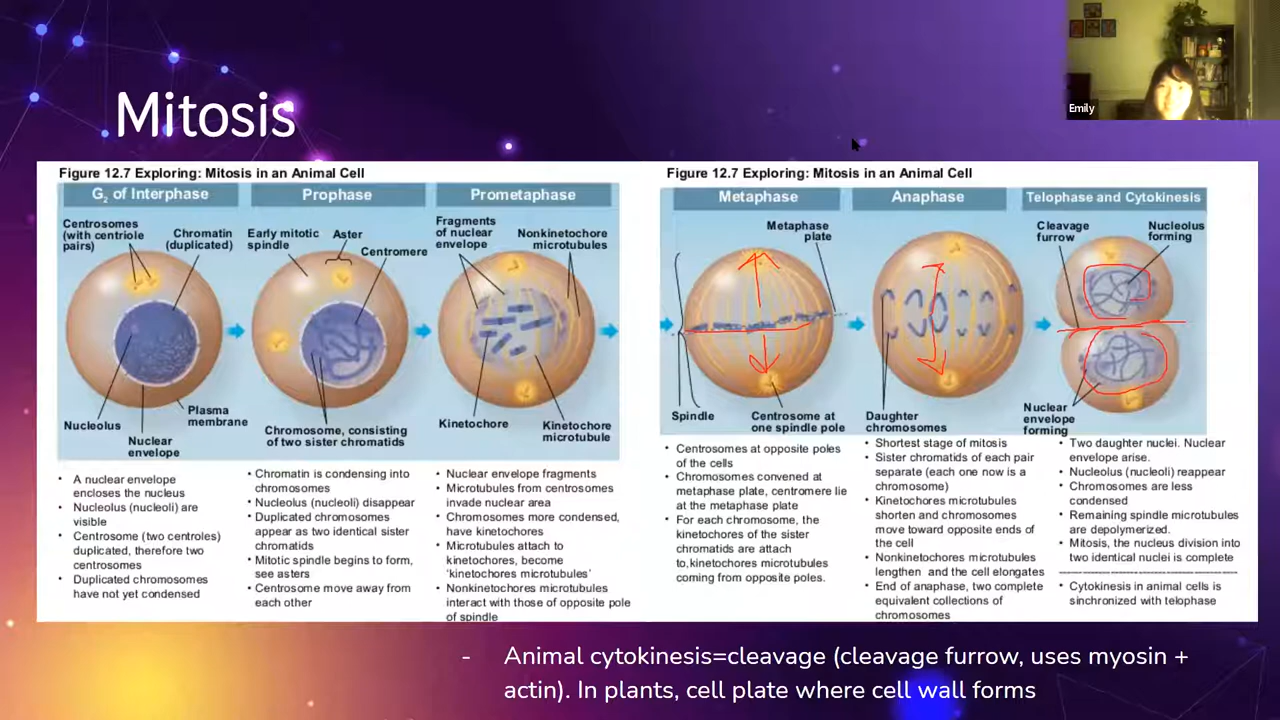 Emily
Mitosis
Figure 12.7 Exploring: Mitosis in an Animal Cell
G2 of Interphase
Prophase
Prometaphase
Centrosomes
(with centriole
pairs)
Chromatin
(duplicated)
Early mitotic
spindle
Aster
Centromere
Fragments
of nuclear
envelope
Nonkinetochore
microtubules
Nucleolus
Nuclear
envelope
Plasma
membrane
Chromosome, consisting
of two sister chromatids
Kinetochore
Kinetochore
microtubule
• A nuclear envelope
encloses the nucleus
• Nucleolus (nucleoli) are
visible
• Centrosome (two centroles)
duplicated, therefore two
centrosomes
• Duplicated chromosomes
have not yet condensed
• Chromatin is condensing into
chromosomes
• Nucleolus (nucleoli) disappear
• Duplicated chromosomes
appear as two identical sister
chromatids
• Mitotic spindle begins to form,
see asters
• Centrosome move away from
each other
• Nuclear envelope fragments
• Microtubules from centrosomes
invade nuclear area
• Chromosomes more condensed,
have kinetochores
• Microtubules attach to
kinetochores, become
'kinetochores microtubules'
• Nonkinetochores microtubules
interact with those of opposite pole
of spindle
Figure 12.7 Exploring: Mitosis in an Animal Cell
Metaphase
Anaphase
Telophase and Cytokinesis
Metaphase
plate
Cleavage
furrow
Nucleolus
forming
Spindle
Centrosome at
one spindle pole
Daughter
chromosomes
Nuclear
envelope
forming
• Centrosomes at opposite poles
of the cells
• Chromosomes convened at
metaphase plate, centromere lie
at the metaphase plate
• For each chromosome, the
kinetochores of the sister
chromatids are attach
to,kinetochores microtubules
coming from opposite poles.
• Shortest stage of mitosis
• Sister chromatids of each pair
separate (each one now is a
chromosome)
• Kinetochores microtubules
shorten and chromosomes
move toward opposite ends of
the cell
• Nonkinetochores microtubules
lengthen and the cell elongates
• End of anaphase, two complete
equivalent collections of
chromosomes
• Two daughter nuclei. Nuclear
envelope arise.
• Nucleolus (nucleoli) reappear
• Chromosomes are less
condensed
• Remaining spindle microtubules
are depolymerized.
• Mitosis, the nucleus division into
two identical nuclei is complete
• Cytokinesis in animal cells is
sinchronized with telophase
- Animal cytokinesis=cleavage (cleavage furrow, uses myosin +
actin). In plants, cell plate where cell wall forms